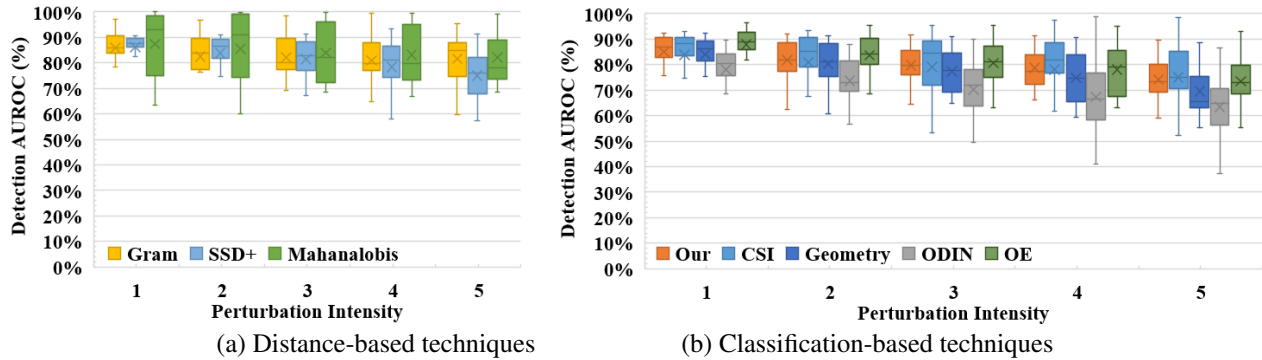 Detection AUROC (%)
100%
90%
80%
70%
60%
50%
40%
30%
20%
10%
0%
Gram SSD+ Mahanalobis
1 2 3 4 5
Perturbation Intensity
(a) Distance-based techniques
Detection AUROC (%)
100%
90%
80%
70%
60%
50%
40%
30%
20%
10%
0%
Our CSI Geometry ODIN OE
1 2 3 4 5
Perturbation Intensity
(b) Classification-based techniques